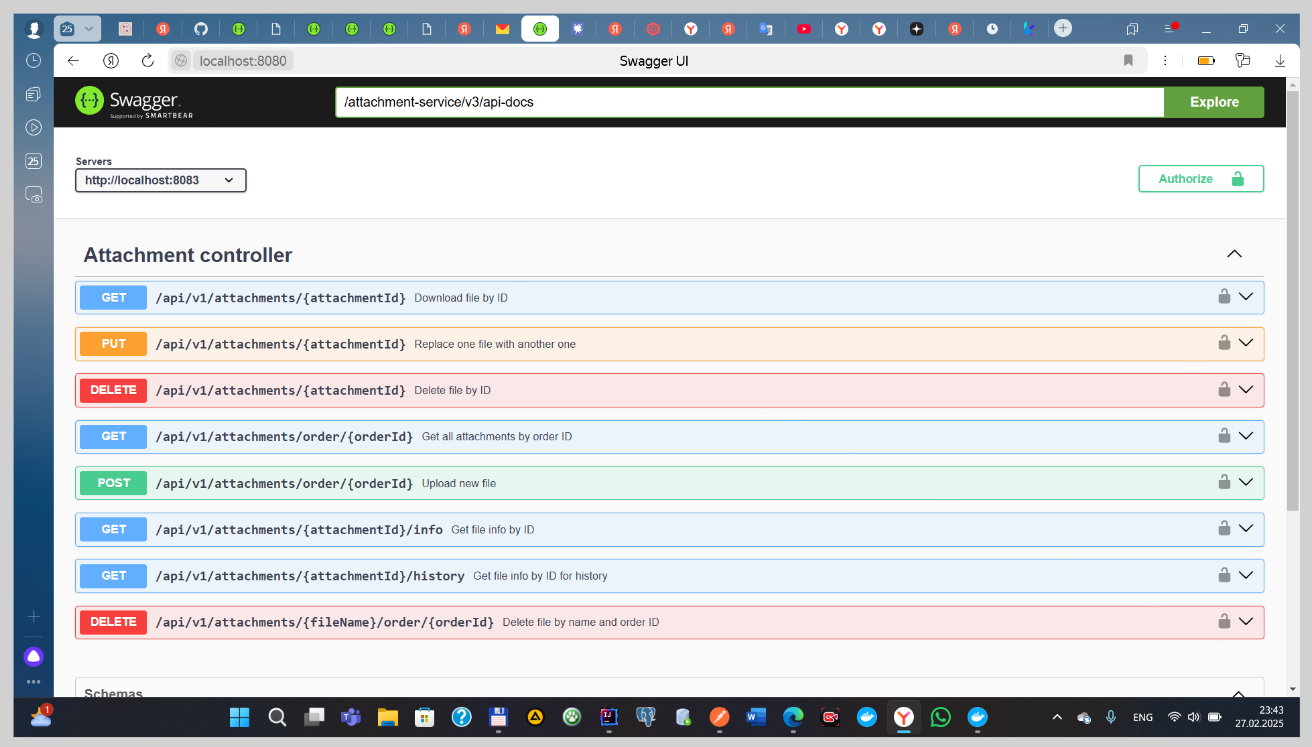 25
localhost:8080
Swagger UI
25
Swagger
Supported by SMARTBEAR
/attachment-service/v3/api-docs
Explore
Servers
http://localhost:8083
Authorize
Attachment controller
GET /api/v1/attachments/{attachmentId} Download file by ID
PUT /api/v1/attachments/{attachmentId} Replace one file with another one
DELETE /api/v1/attachments/{attachmentId} Delete file by ID
GET /api/v1/attachments/order/{orderId} Get all attachments by order ID
POST /api/v1/attachments/order/{orderId} Upload new file
GET /api/v1/attachments/{attachmentId}/info Get file info by ID
GET /api/v1/attachments/{attachmentId}/history Get file info by ID for history
DELETE /api/v1/attachments/{fileName}/order/{orderId} Delete file by name and order ID
Schemas
1
ENG
23:43
27.02.2025